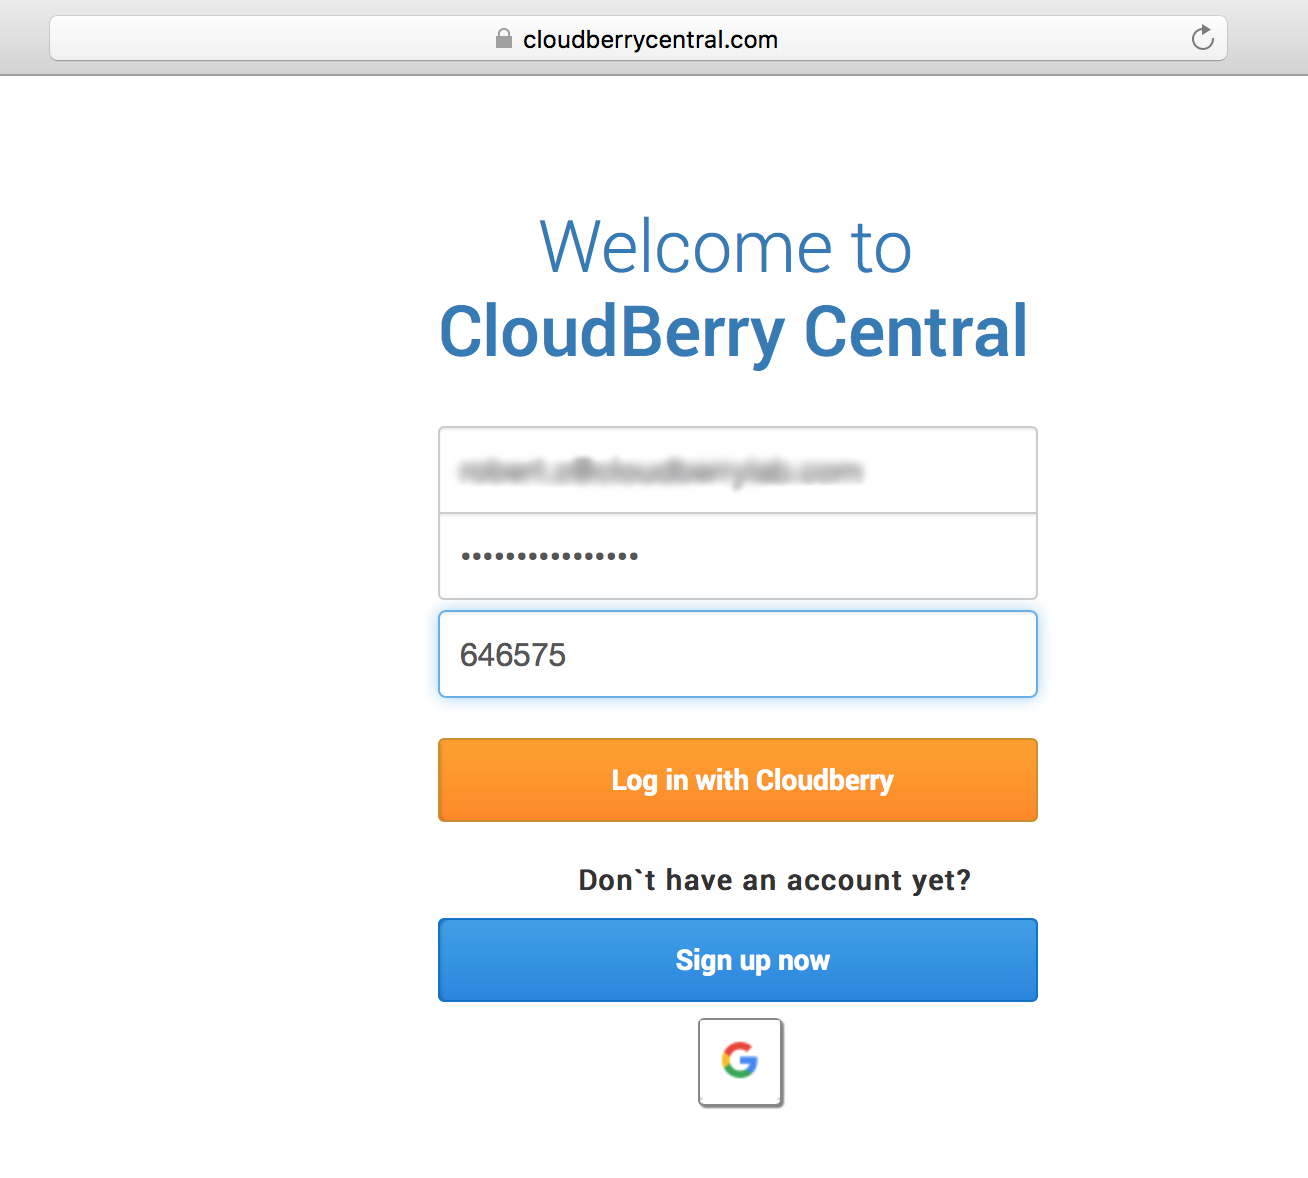 cloudberrycentral.com
Welcome to
CloudBerry Central
••••••••••••••••
646575
Log in with Cloudberry
Don`t have an account yet?
Sign up now
G